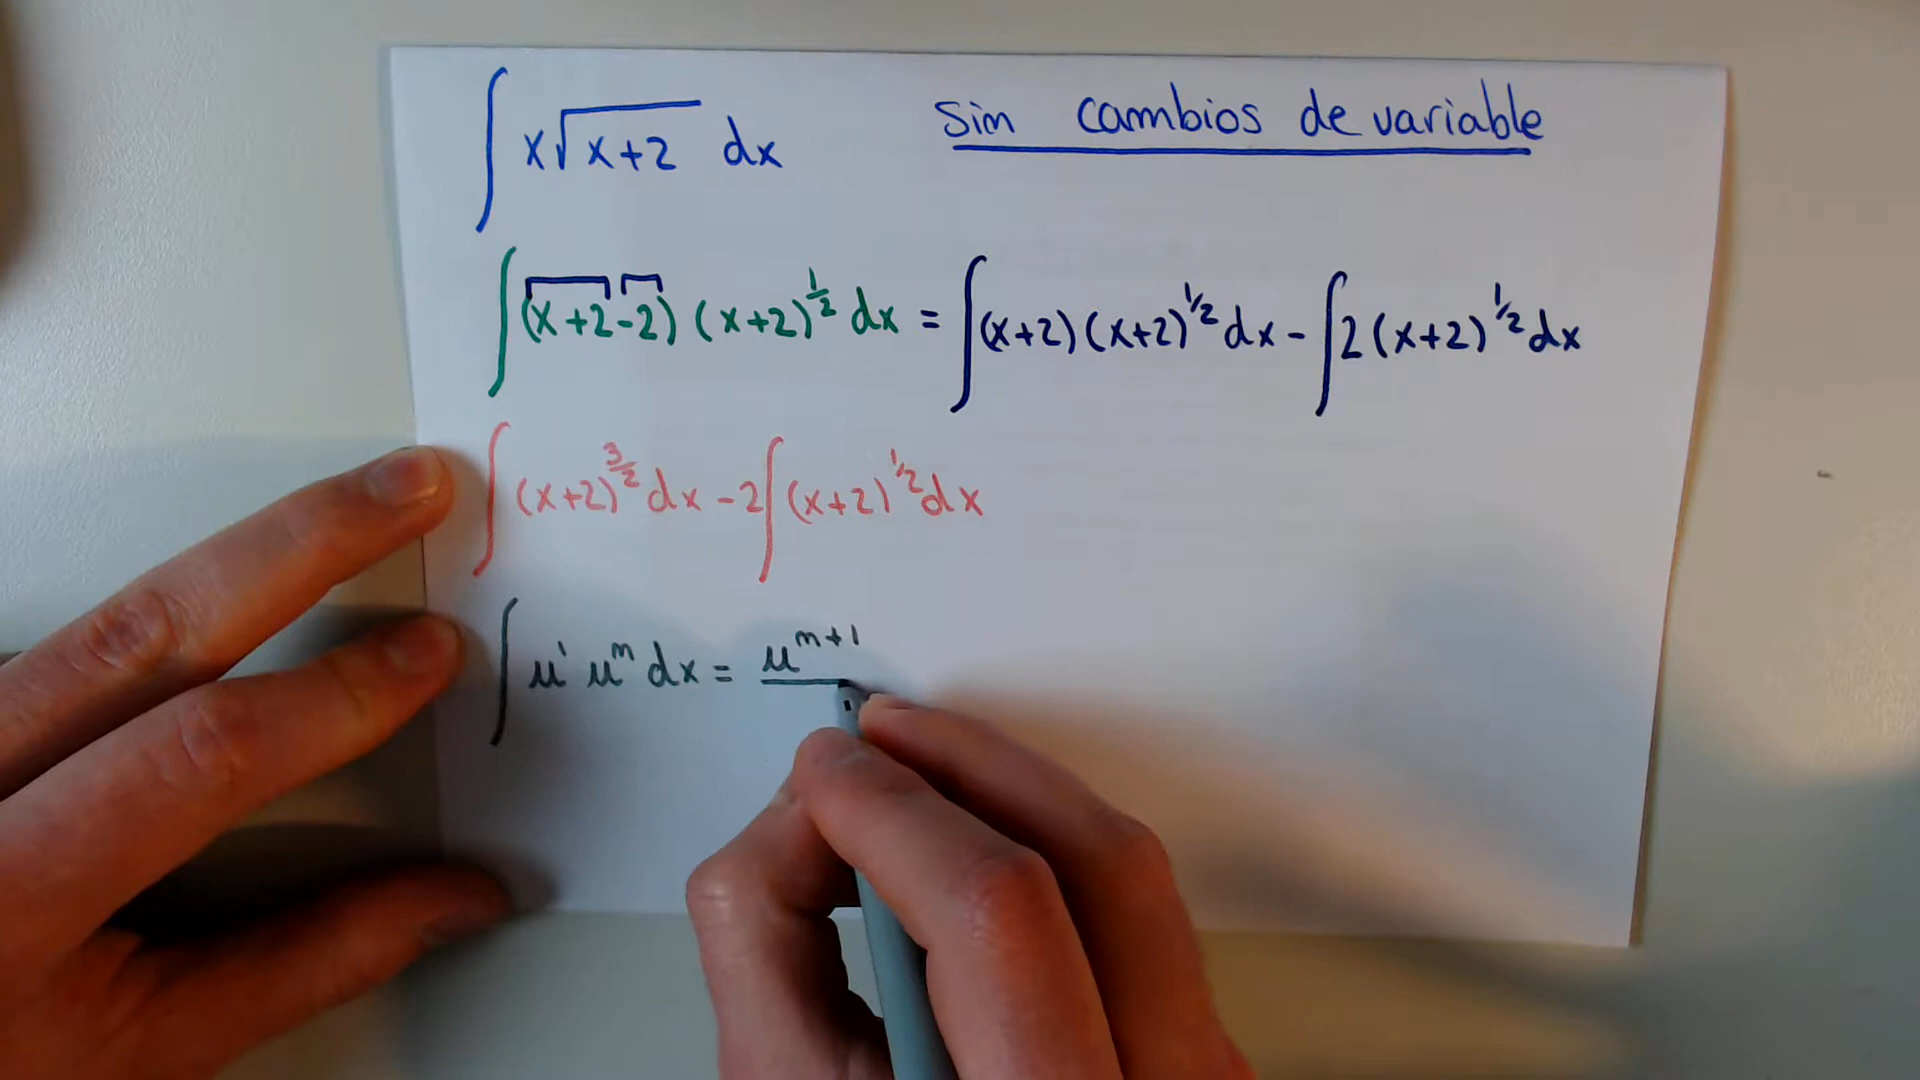 ∫ x√(x+2) dx
Sin cambios de variable
∫(x+2-2)(x+2)^(1/2) dx = ∫(x+2)(x+2)^(1/2) dx - ∫2(x+2)^(1/2) dx
∫(x+2)^(3/2) dx - 2∫(x+2)^(1/2) dx
∫u' u^n dx = u^(n+1)